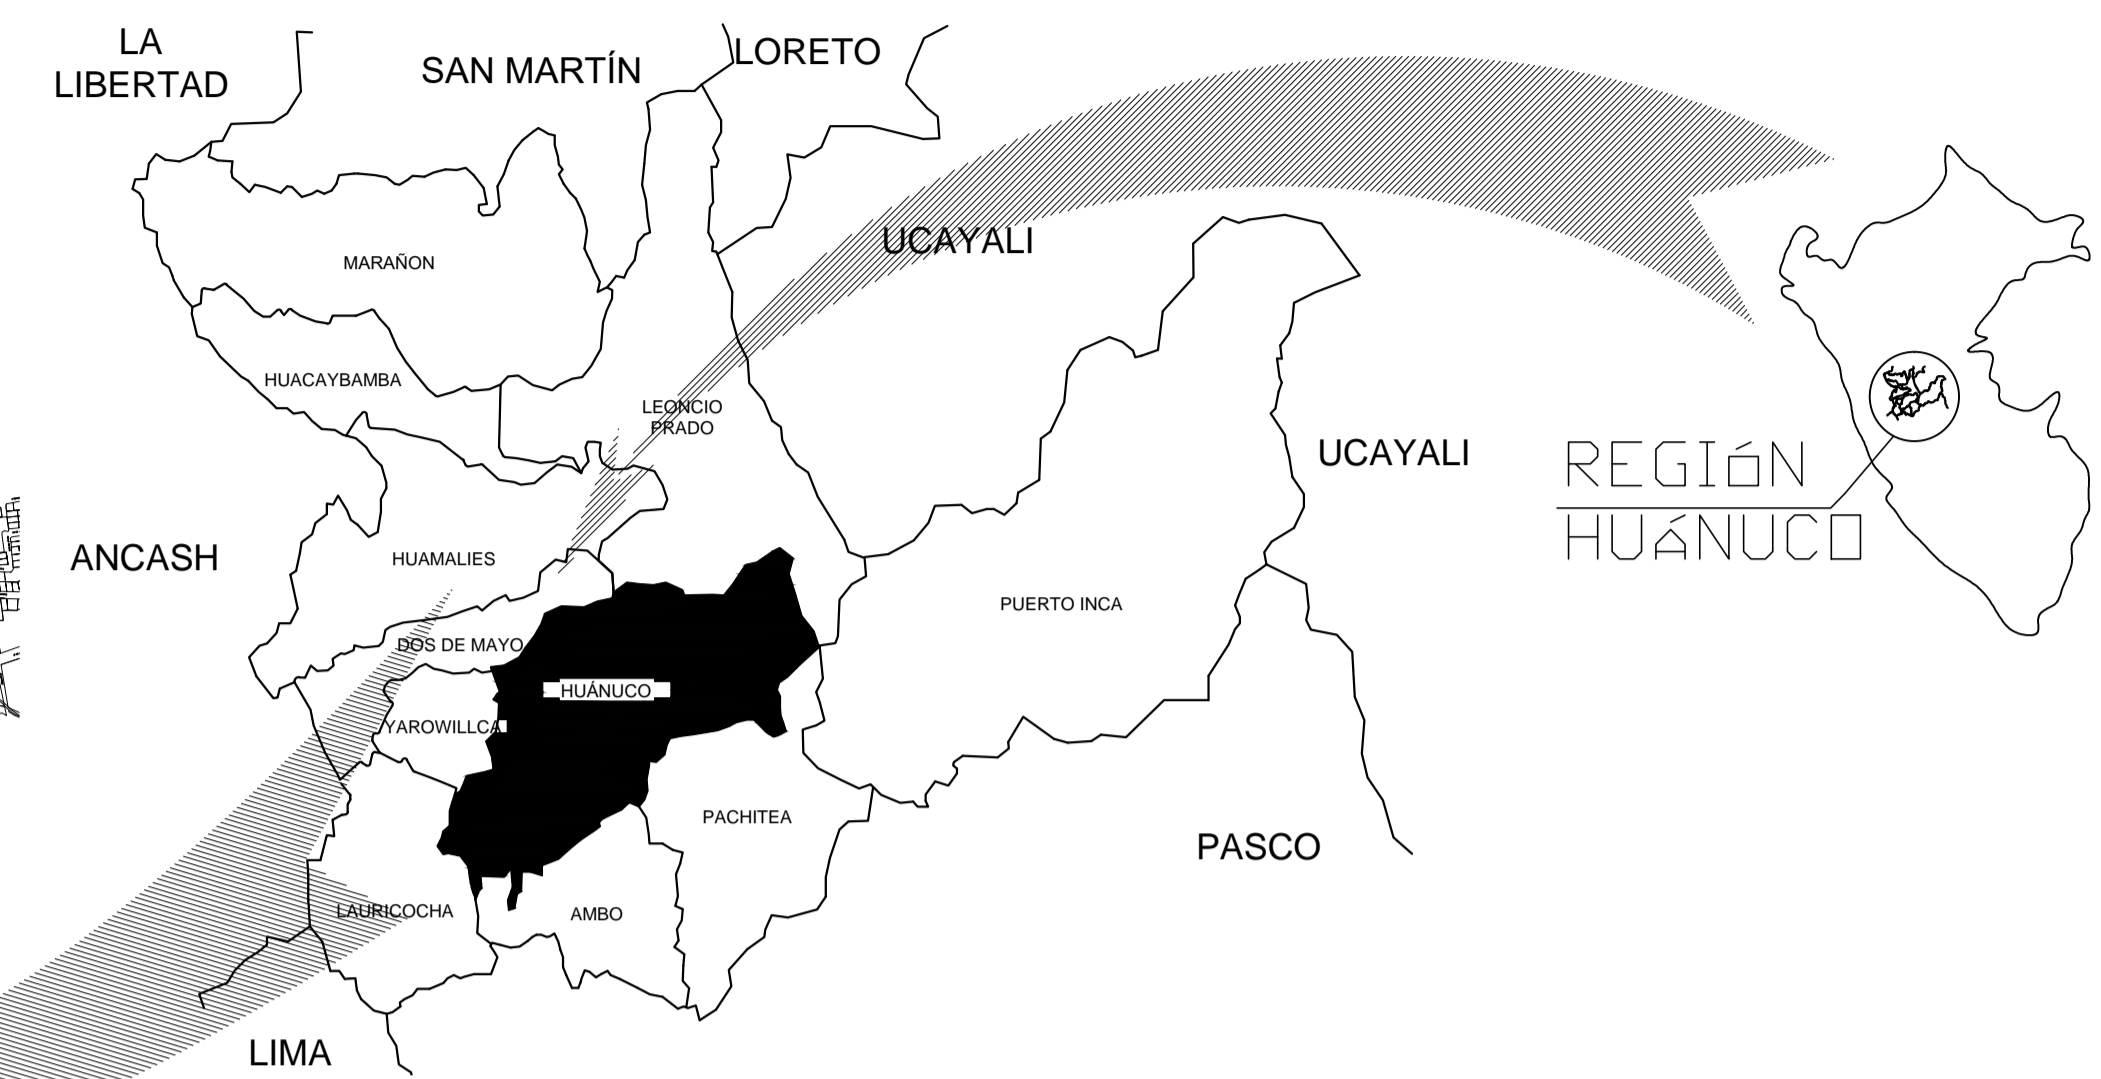 LA
LIBERTAD
SAN MARTÍN
LORETO
UCAYALI
MARAÑON
HUACAYBAMBA
LEONCIO
PRADO
UCAYALI
REGIÓN
HUÁNUCO
ANCASH
HUAMALIES
PUERTO INCA
DOS DE MAYO
HUÁNUCO
YAROWILLCA
PACHITEA
PASCO
LAURICOCHA
AMBO
LIMA